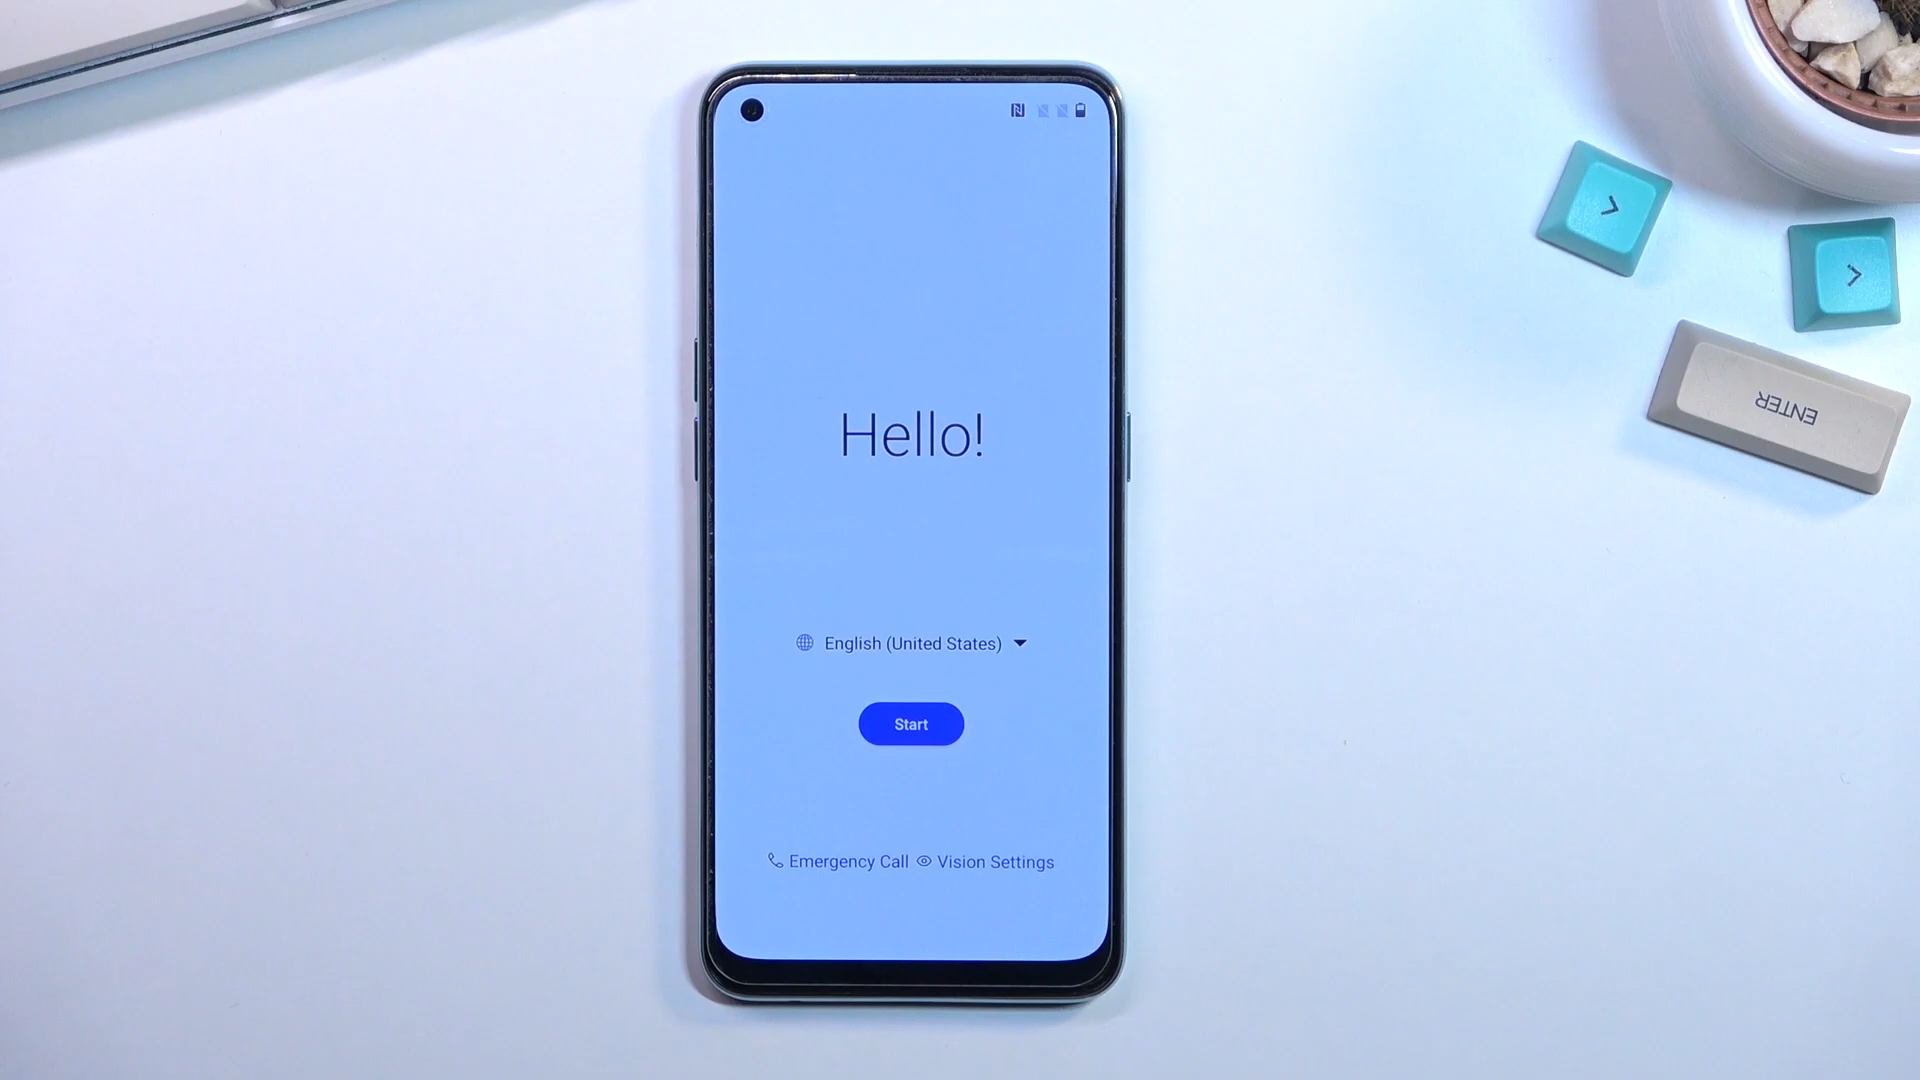 Hello!
English (United States)
Start
Emergency Call Vision Settings
>
>
ENTER